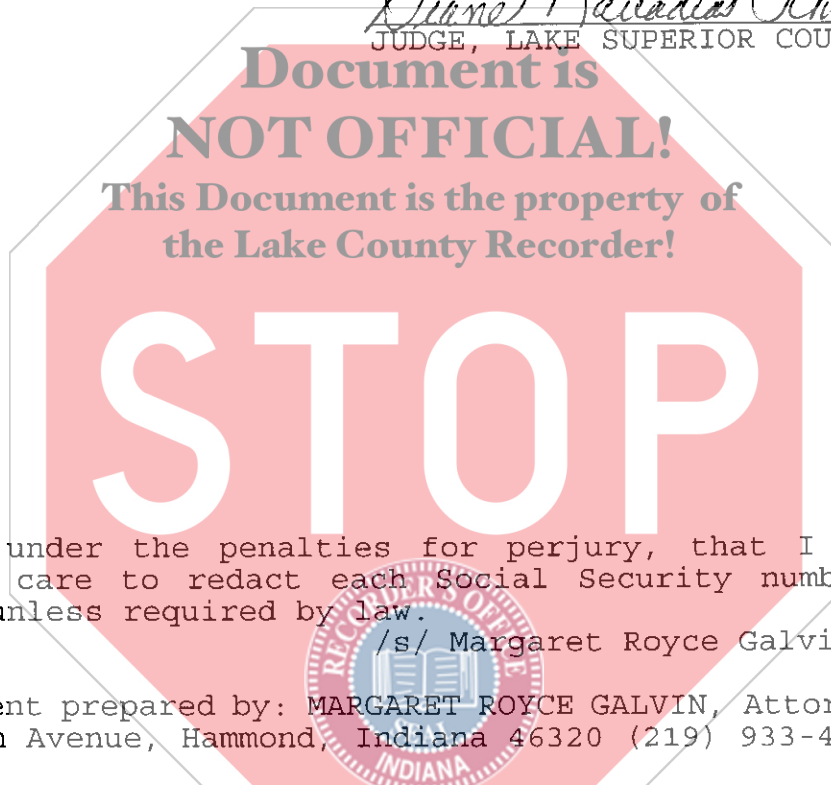 Diane
JUDGE, LAKE SUPERIOR COU
Document is
NOT OFFICIAL!
This Document is the property of
the Lake County Recorder!
STOP
under the penalties for perjury, that I
care to redact each Social Security numb
unless required by law.
/s/ Margaret Royce Galvi
ent prepared by: MARGARET ROYCE GALVIN, Attor
n Avenue, Hammond, Indiana 46320 (219) 933-4
RECORDER'S OFFICE
SEAL
INDIANA